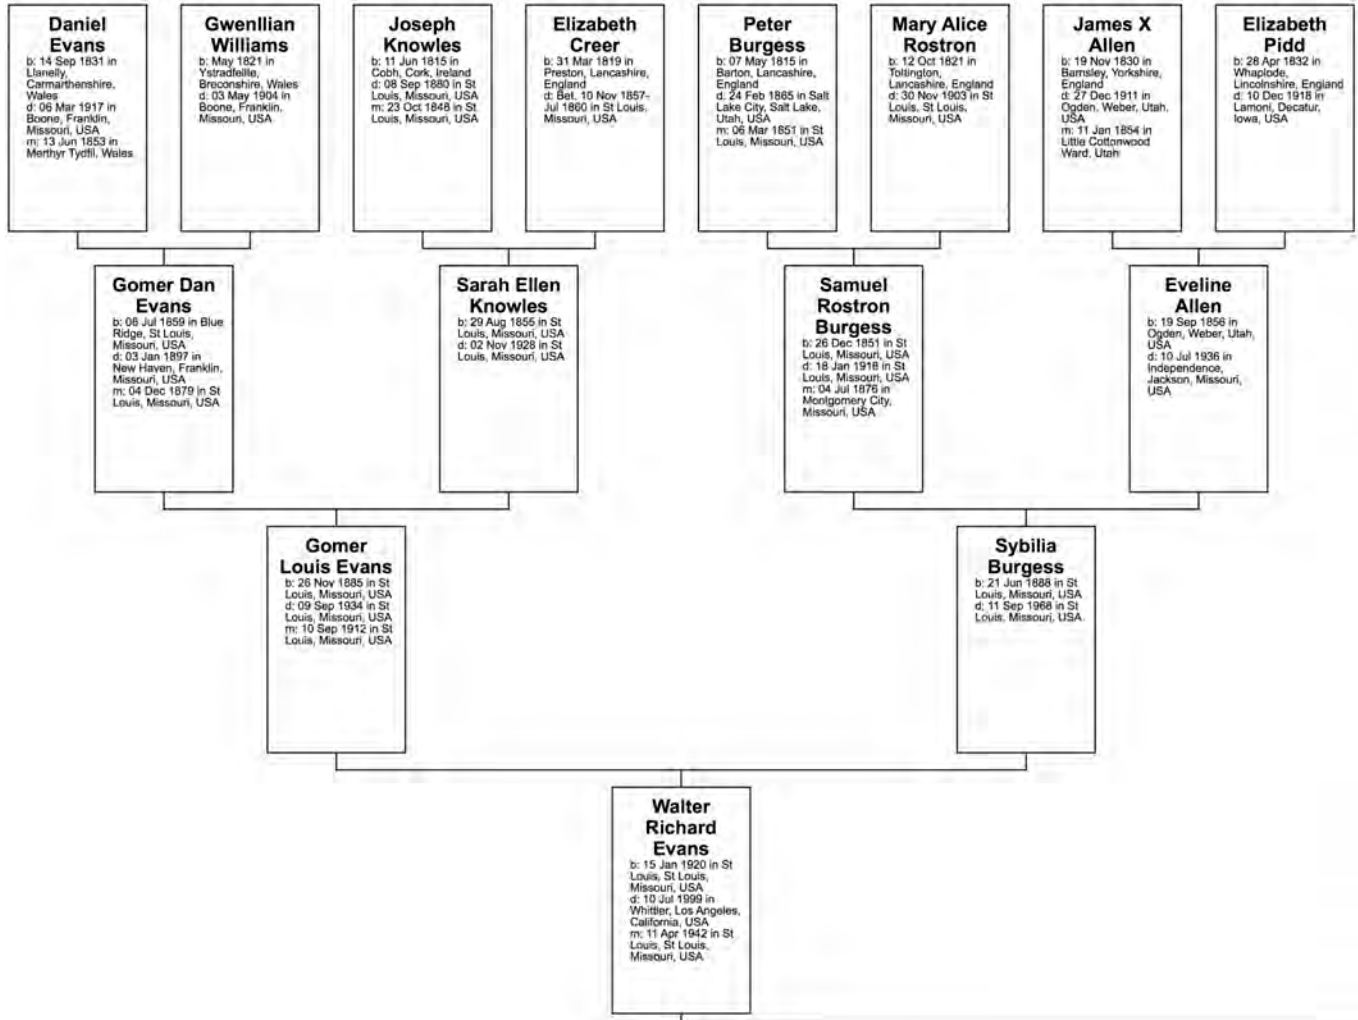 Daniel
Evans
b: 14 Sep 1831 in
Llanelly,
Carmarthenshire,
Wales
d: 06 Mar 1917 in
Boone, Franklin,
Missouri, USA
m: 13 Jun 1853 in
Merthyr Tydfil, Wales
Gwenllian
Williams
b: May 1821 in
Ystradfellte,
Breconshire, Wales
d: 03 May 1904 in
Boone, Franklin,
Missouri, USA
Joseph
Knowles
b: 11 Jun 1815 in
Cobh, Cork, Ireland
d: 08 Sep 1880 in St
Louis, Missouri, USA
m: 23 Oct 1848 in St
Louis, Missouri, USA
Elizabeth
Creer
b: 31 Mar 1819 in
Preston, Lancashire,
England
d: Bet. 10 Nov 1857-
Jul 1860 in St Louis,
Missouri, USA
Peter
Burgess
b: 07 May 1815 in
Barton, Lancashire,
England
d: 24 Feb 1865 in Salt
Lake City, Salt Lake,
Utah, USA
m: 06 Mar 1851 in St
Louis, Missouri, USA
Mary Alice
Rostron
b: 12 Oct 1821 in
Tottington,
Lancashire, England
d: 30 Nov 1903 in St
Louis, St Louis,
Missouri, USA
James X
Allen
b: 19 Nov 1830 in
Barnsley, Yorkshire,
England
d: 27 Dec 1911 in
Ogden, Weber, Utah,
USA
m: 11 Jan 1854 in
Little Cottonwood
Ward, Utah
Elizabeth
Pidd
b: 28 Apr 1832 in
Whaplode,
Lincolnshire, England
d: 10 Dec 1918 in
Lamoni, Decatur,
Iowa, USA
Gomer Dan
Evans
b: 06 Jul 1859 in Blue
Ridge, St Louis,
Missouri, USA
d: 03 Jan 1897 in
New Haven, Franklin,
Missouri, USA
m: 04 Dec 1879 in St
Louis, Missouri, USA
Sarah Ellen
Knowles
b: 29 Aug 1855 in St
Louis, Missouri, USA
d: 02 Nov 1928 in St
Louis, Missouri, USA
Samuel
Rostron
Burgess
b: 26 Dec 1851 in St
Louis, Missouri, USA
d: 18 Jan 1918 in St
Louis, Missouri, USA
m: 04 Jul 1876 in
Montgomery City,
Missouri, USA
Eveline
Allen
b: 19 Sep 1856 in
Ogden, Weber, Utah,
USA
d: 10 Jul 1936 in
Independence,
Jackson, Missouri,
USA
Gomer
Louis Evans
b: 26 Nov 1885 in St
Louis, Missouri, USA
d: 09 Sep 1934 in St
Louis, Missouri, USA
m: 10 Sep 1912 in St
Louis, Missouri, USA
Sybilia
Burgess
b: 21 Jun 1888 in St
Louis, Missouri, USA
d: 11 Sep 1968 in St
Louis, Missouri, USA
Walter
Richard
Evans
b: 15 Jan 1920 in St
Louis, St Louis,
Missouri, USA
d: 10 Jul 1999 in
Whittier, Los Angeles,
California, USA
m: 11 Apr 1942 in St
Louis, St Louis,
Missouri, USA